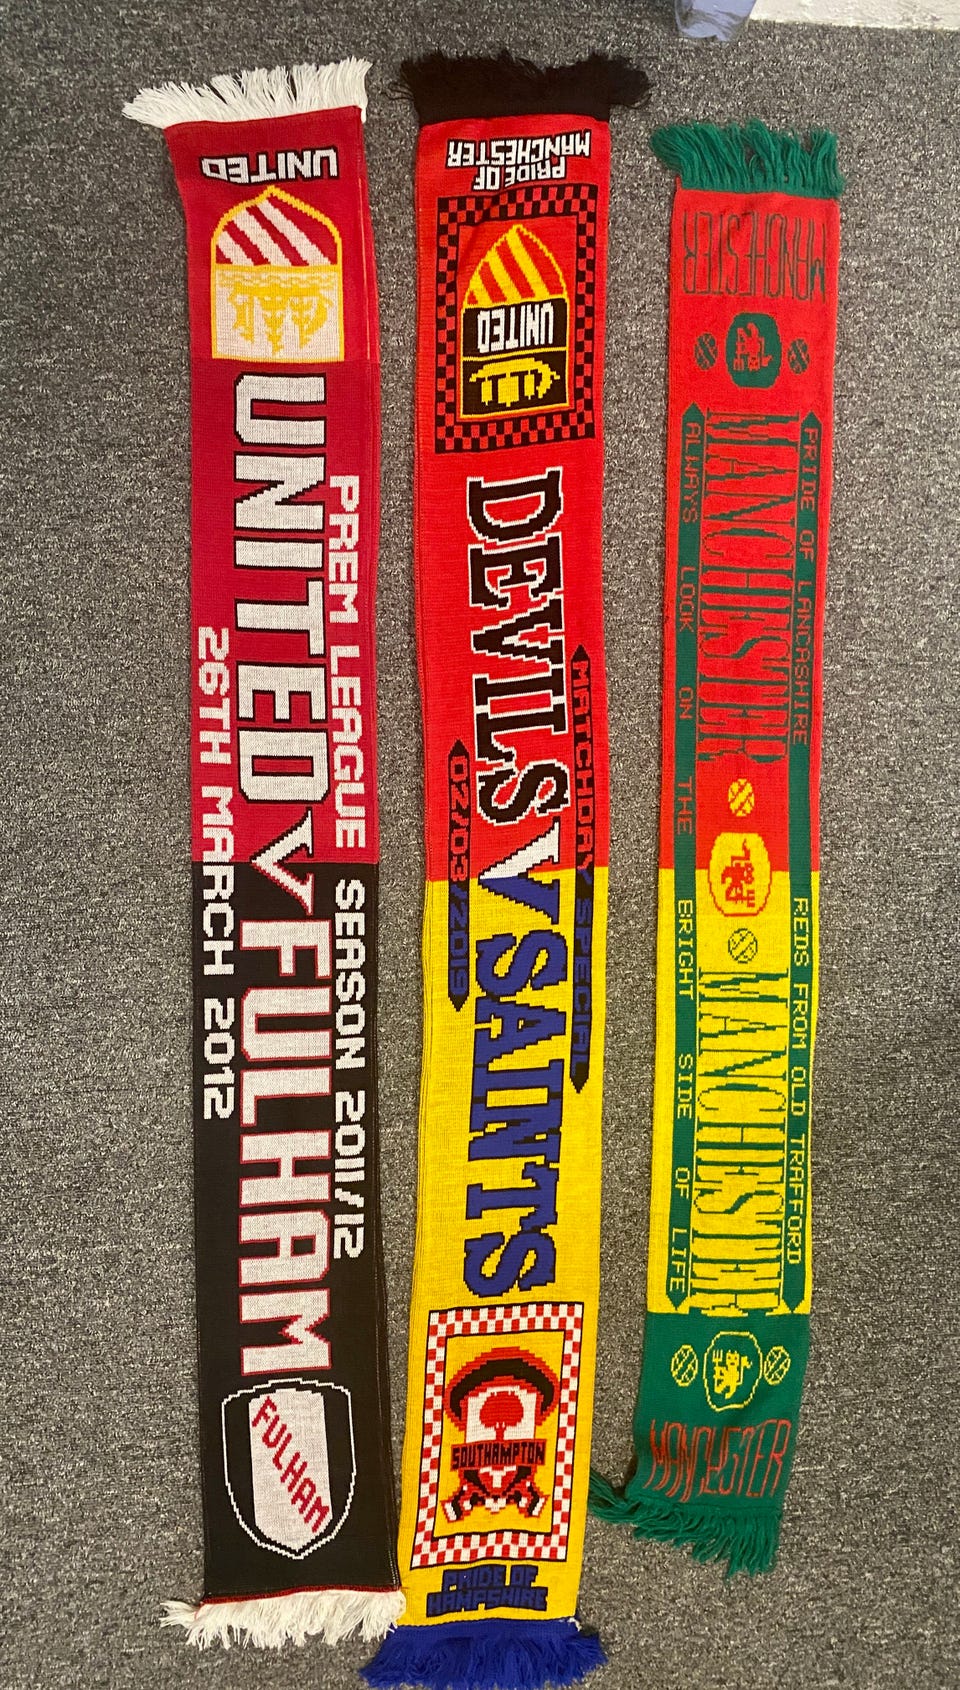 UNITED
PREM LEAGUE SEASON 2011/12
UNITED V FULHAM
26TH MARCH 2012
FULHAM
PRIDE OF
MANCHESTER
UNITED
MATCHDAY SPECIAL
DEVILS V SAINTS
02/03/2019
SOUTHAMPTON
PRIDE OF
HAMPSHIRE
MANCHESTER
PRIDE OF LANCASHIRE REDS FROM OLD TRAFFORD
MANCHESTER MANCHESTER
ALWAYS LOOK ON THE BRIGHT SIDE OF LIFE
MANCHESTER